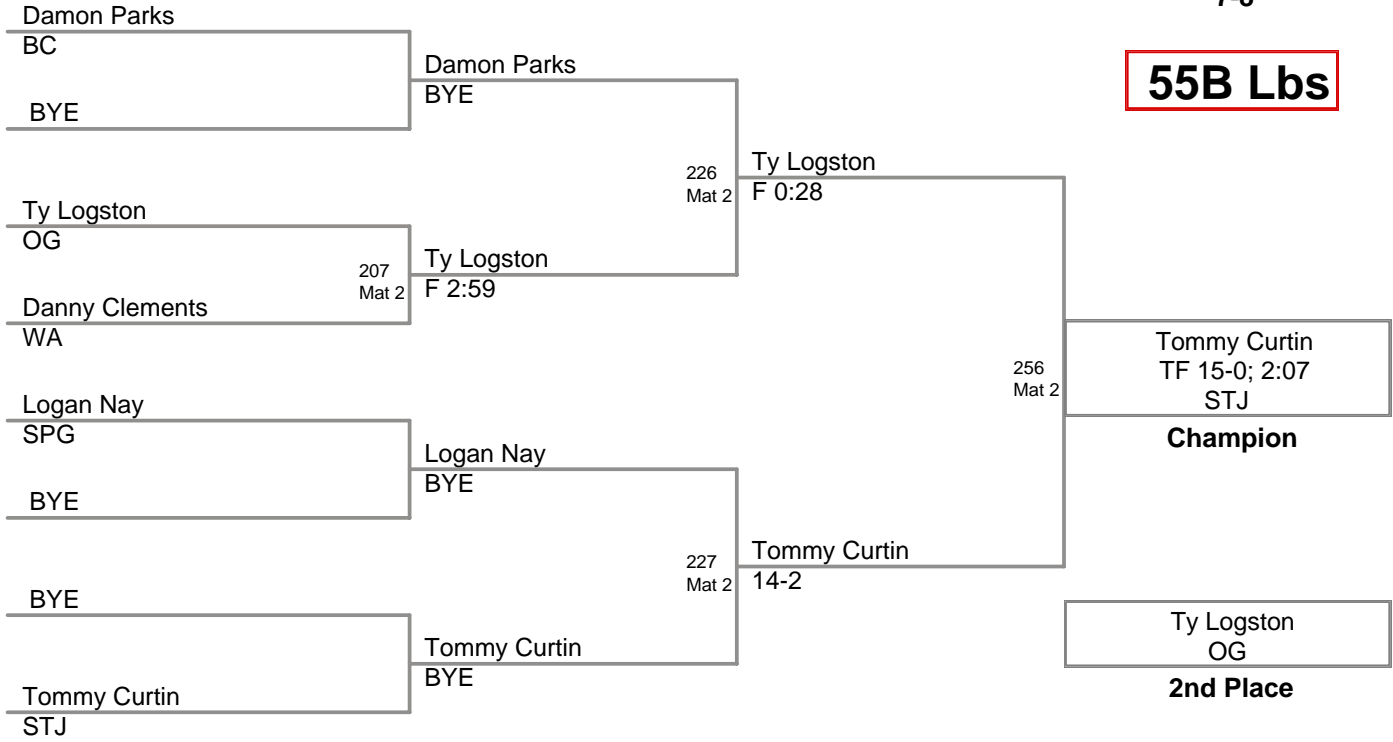 Damon Parks
BC
BYE
Ty Logston
OG
Danny Clements
WA
Logan Nay
SPG
BYE
BYE
Tommy Curtin
STJ
207
Mat 2
Damon Parks
BYE
Ty Logston
F 2:59
Logan Nay
BYE
Tommy Curtin
BYE
226
Mat 2
227
Mat 2
Ty Logston
F 0:28
Tommy Curtin
14-2
256
Mat 2
55B Lbs
Tommy Curtin
TF 15-0; 2:07
STJ
Champion
Ty Logston
OG
2nd Place